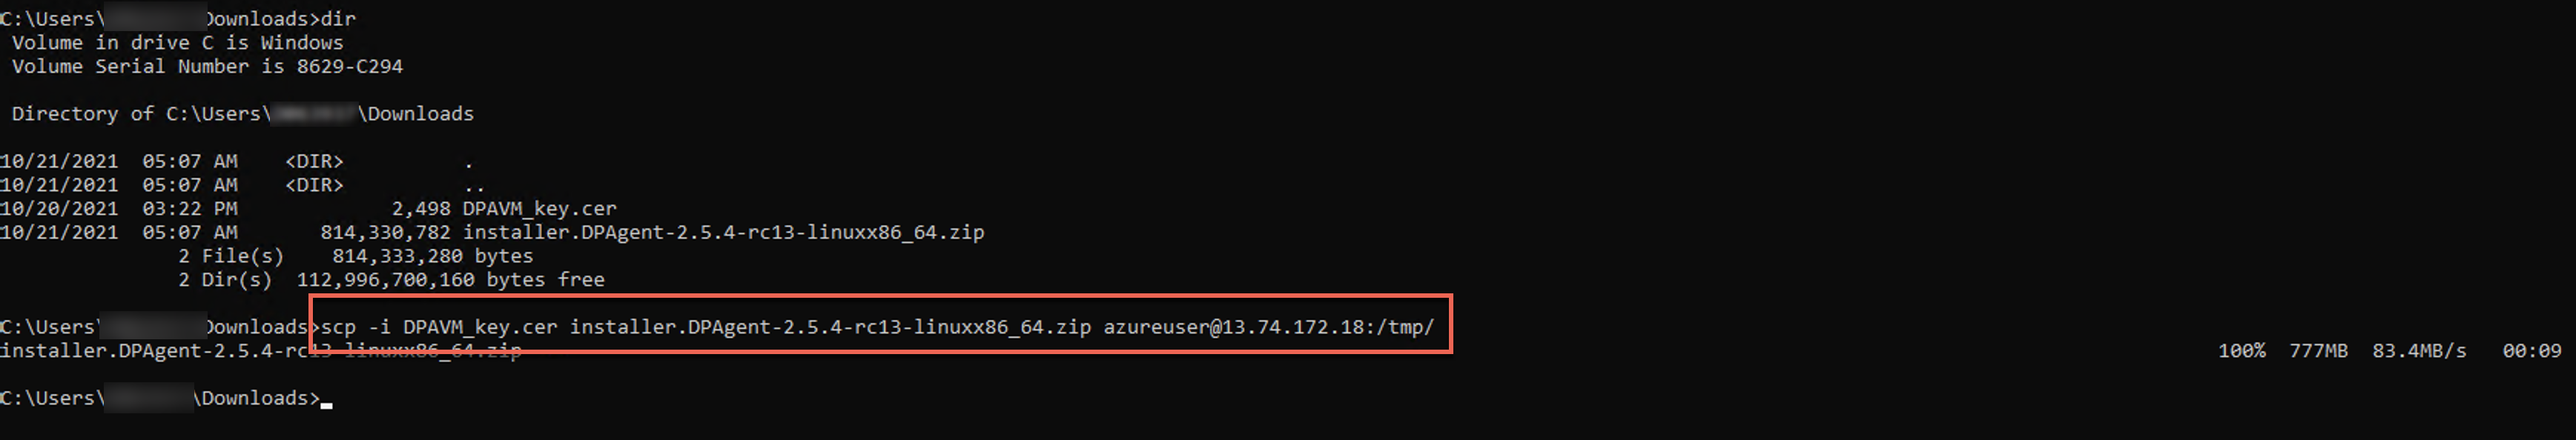 C:\Users\ Downloads>dir
Volume in drive C is Windows
Volume Serial Number is 8629-C294
Directory of C:\Users\ \Downloads
10/21/2021 05:07 AM <DIR> .
10/21/2021 05:07 AM <DIR> ..
10/20/2021 03:22 PM 2,498 DPAVM_key.cer
10/21/2021 05:07 AM 814,330,782 installer.DPAgent-2.5.4-rc13-linuxx86_64.zip
2 File(s) 814,333,280 bytes
2 Dir(s) 112,996,700,160 bytes free
C:\Users\ Downloads>scp -i DPAVM_key.cer installer.DPAgent-2.5.4-rc13-linuxx86_64.zip azureuser@13.74.172.18:/tmp/
installer.DPAgent-2.5.4-rc13-linuxx86_64.zip 100% 777MB 83.4MB/s 00:09
C:\Users\ \Downloads>